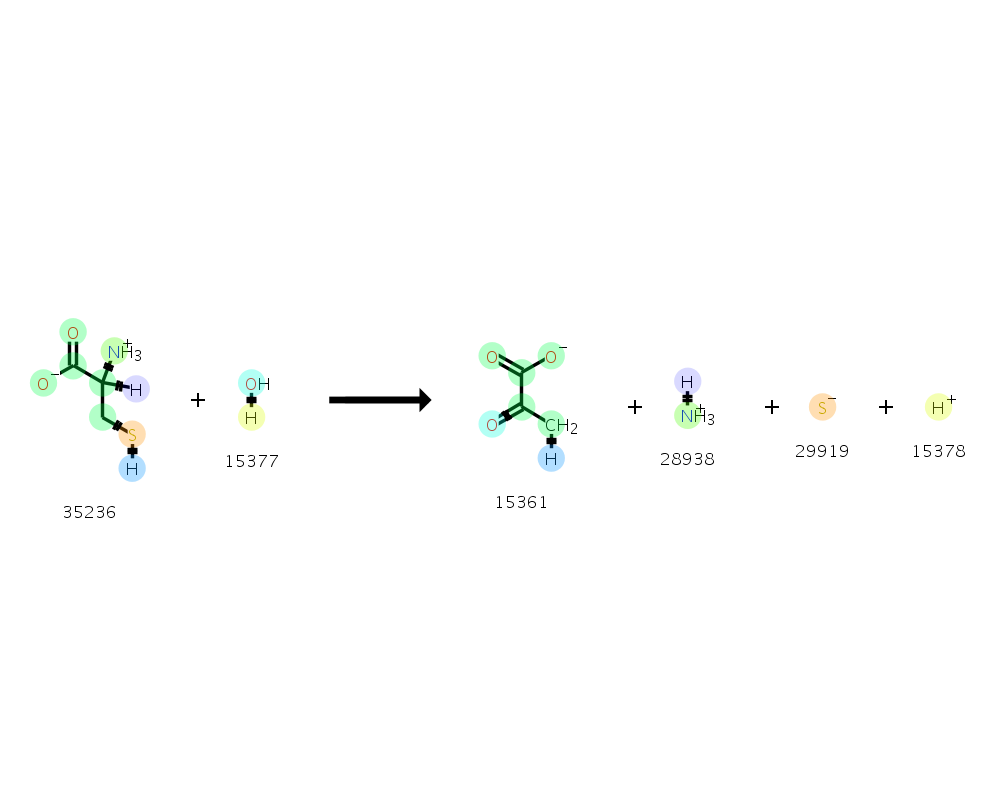 O
NH3+
O−
H
S
H
35236
+
OH
H
15377
O
O−
O
CH2
H
15361
+
H
NH3+
28938
+
S−
29919
+
H+
15378